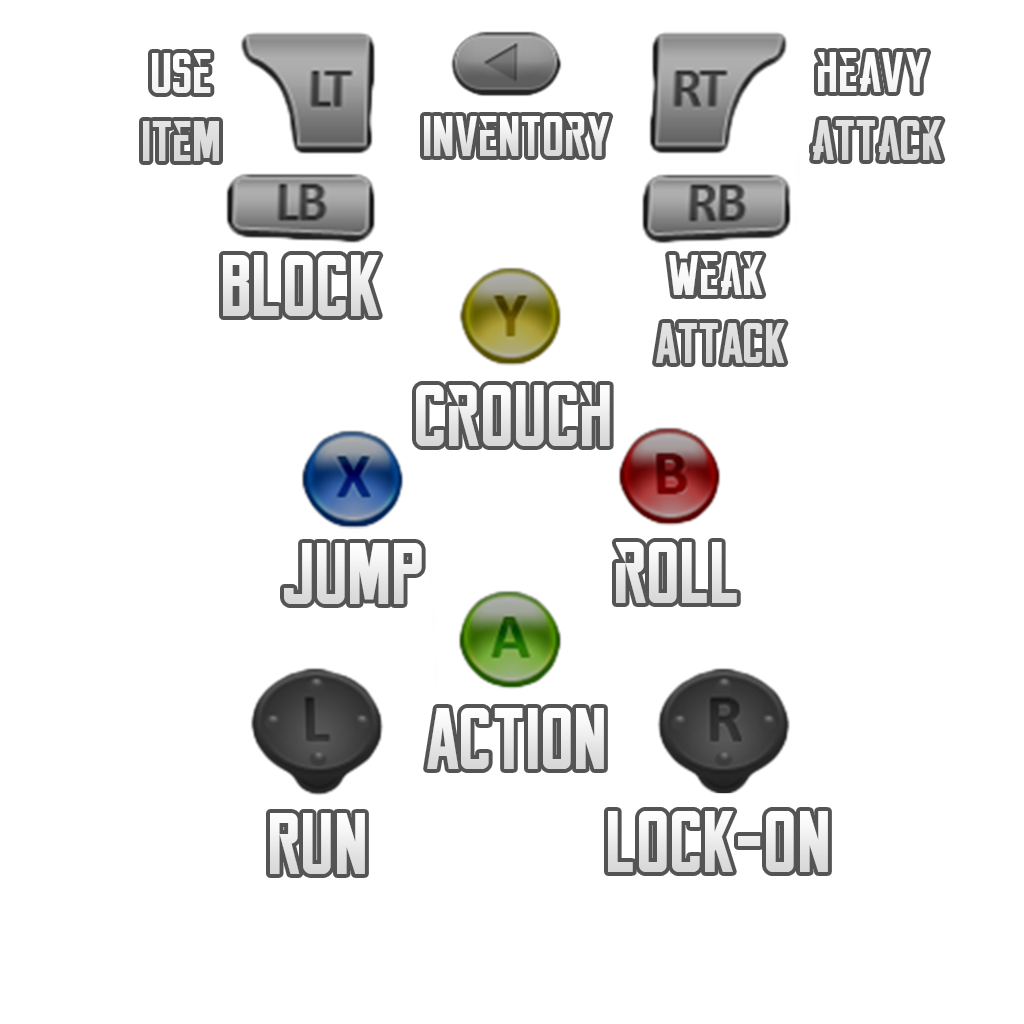 USE
ITEM
LT
INVENTORY
RT
HEAVY
ATTACK
LB
BLOCK
RB
WEAK
ATTACK
Y
CROUCH
X
JUMP
B
ROLL
A
ACTION
L
RUN
R
LOCK-ON